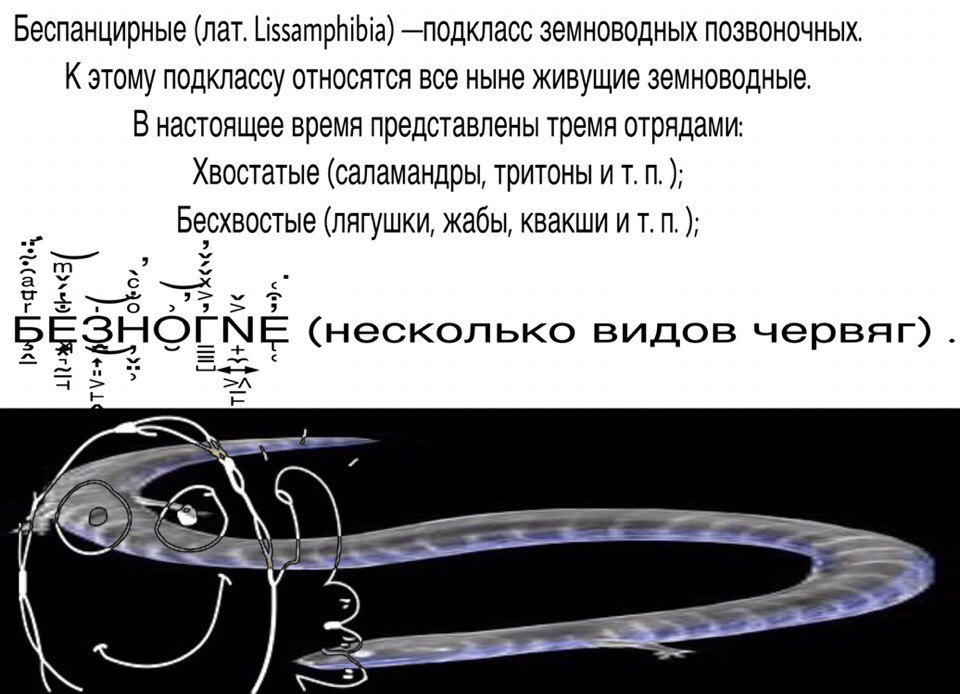 Беспанцирные (лат. Lissamphibia) —подкласс земноводных позвоночных.
К этому подклассу относятся все ныне живущие земноводные.
В настоящее время представлены тремя отрядами:
Хвостатые (саламандры, тритоны и т. п. );
Бесхвостые (лягушки, жабы, квакши и т. п. );
БЕЗНОГNЕ (несколько видов червяг) .